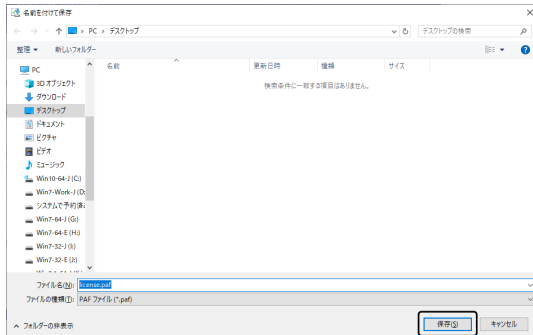 名前を付けて保存
PC › デスクトップ
デスクトップの検索
整理 新しいフォルダー
名前 更新日時 種類 サイズ
検索条件に一致する項目はありません。
PC
3D オブジェクト
ダウンロード
デスクトップ
ドキュメント
ピクチャ
ビデオ
ミュージック
Win10-64-J (C:)
Win7-Work-J (D:
システムで予約済
Win7-64-J (G:)
Win7-64-E (H:)
Win7-32-J (I:)
Win7-32-E (J:)
ファイル名(N): license.paf
ファイルの種類(T): PAF ファイル (*.paf)
フォルダーの非表示
保存(S) キャンセル